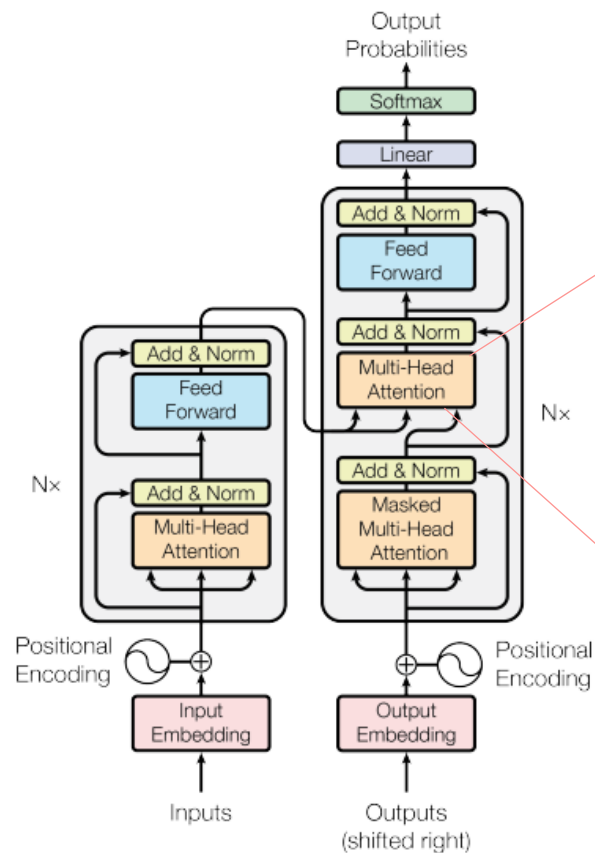 Output
Probabilities
Softmax
Linear
Add & Norm
Feed
Forward
Add & Norm
Multi-Head
Attention
Nx
Add & Norm
Masked
Multi-Head
Attention
Add & Norm
Feed
Forward
Nx
Add & Norm
Multi-Head
Attention
Positional
Encoding
Positional
Encoding
Input
Embedding
Output
Embedding
Inputs
Outputs
(shifted right)